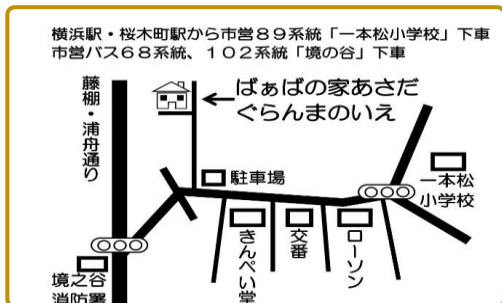 横浜駅・桜木町駅から市営８９系統「一本松小学校」下車
市営バス６８系統、１０２系統「境の谷」下車
藤棚・浦舟通り
ばぁばの家あさだ
ぐらんまのいえ
駐車場
一本松
小学校
きんぺい堂
交番
ローソン
境之谷
消防署